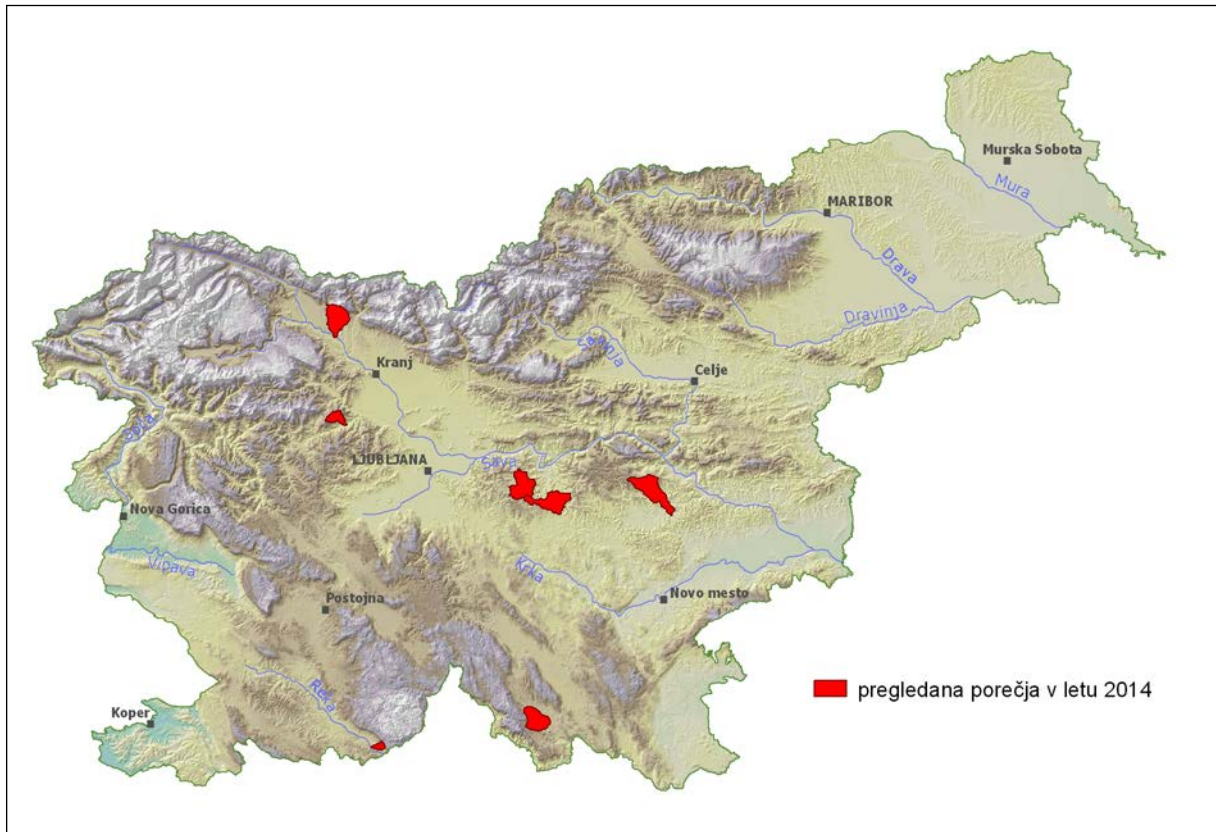 Murska Sobota
Mura
MARIBOR
Drava
Dravinja
Savinja
Kranj
Celje
Soča
LJUBLJANA
Sava
Nova Gorica
Vipava
Krka
Postojna
Novo mesto
Reka
Koper
pregledana porečja v letu 2014